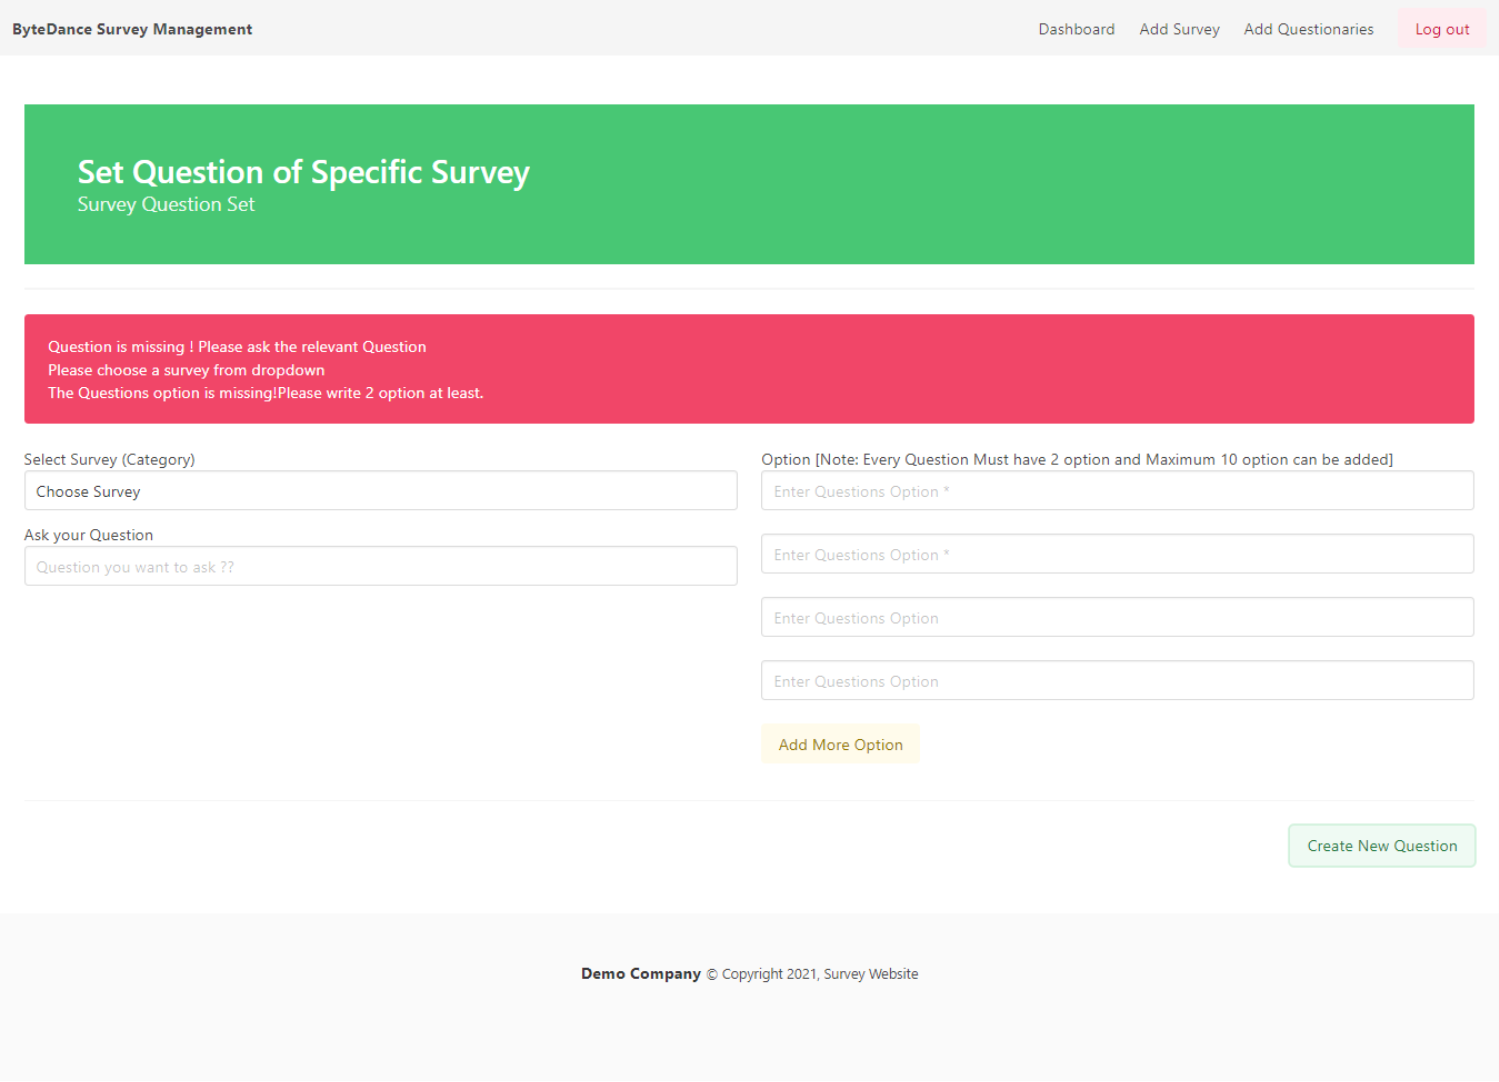 ByteDance Survey Management
Dashboard
Add Survey
Add Questionaries
Log out
Set Question of Specific Survey
Survey Question Set
Question is missing ! Please ask the relevant Question
Please choose a survey from dropdown
The Questions option is missing!Please write 2 option at least.
Select Survey (Category)
Choose Survey
Ask your Question
Question you want to ask ??
Option [Note: Every Question Must have 2 option and Maximum 10 option can be added]
Enter Questions Option *
Enter Questions Option *
Enter Questions Option
Enter Questions Option
Add More Option
Create New Question
Demo Company © Copyright 2021, Survey Website